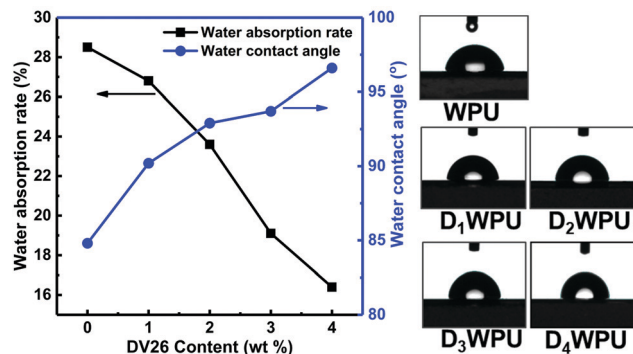 30
28
26
24
22
20
18
16
Water absorption rate (%)
Water absorption rate
Water contact angle
100
95
90
85
80
Water contact angle (°)
0 1 2 3 4
DV26 Content (wt %)
WPU
D₁WPU D₂WPU
D₃WPU D₄WPU